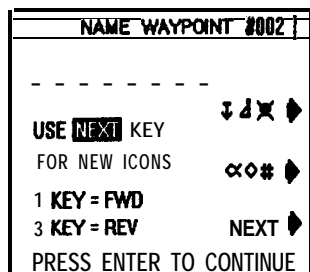 NAME WAYPOINT #002
- - - - - - - -
USE NEXT KEY
FOR NEW ICONS
α◊#
1 KEY = FWD
3 KEY = REV
NEXT
PRESS ENTER TO CONTINUE